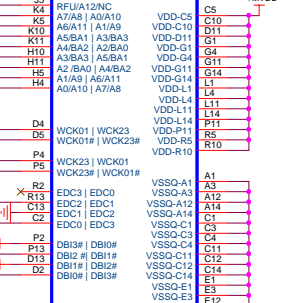 J3 RFU/A12/NC
K4 A7/A8 | A0/A10
K5 A6/A11 | A1/A9
K10 A5/BA1 | A3/BA3
K11 A4/BA2 | A2/BA0
H10 A3/BA3 | A5/BA1
H11 A2 /BA0 | A4/BA2
H5 A1/A9 | A6/A11
H4 A0/A10 | A7/A8
D4 WCK01 | WCK23
D5 WCK01# | WCK23#
P4 WCK23 | WCK01
P5 WCK23# | WCK01#
R2 EDC3 | EDC0
R13 EDC2 | EDC1
C13 EDC1 | EDC2
C2 EDC0 | EDC3
P2 DBI3# | DBI0#
P13 DBI2 #| DBI1#
D13 DBI1# | DBI2#
D2 DBI0# | DBI3#
VDD-C5 C5
VDD-C10 C10
VDD-D11 D11
VDD-G1 G1
VDD-G4 G4
VDD-G11 G11
VDD-G14 G14
VDD-L1 L1
VDD-L4 L4
VDD-L11 L11
VDD-L14 L14
VDD-P11 P11
VDD-R5 R5
VDD-R10 R10
VSSQ-A1 A1
VSSQ-A3 A3
VSSQ-A12 A12
VSSQ-A14 A14
VSSQ-C1 C1
VSSQ-C3 C3
VSSQ-C4 C4
VSSQ-C11 C11
VSSQ-C12 C12
VSSQ-C14 C14
VSSQ-E1 E1
VSSQ-E3 E3
E12